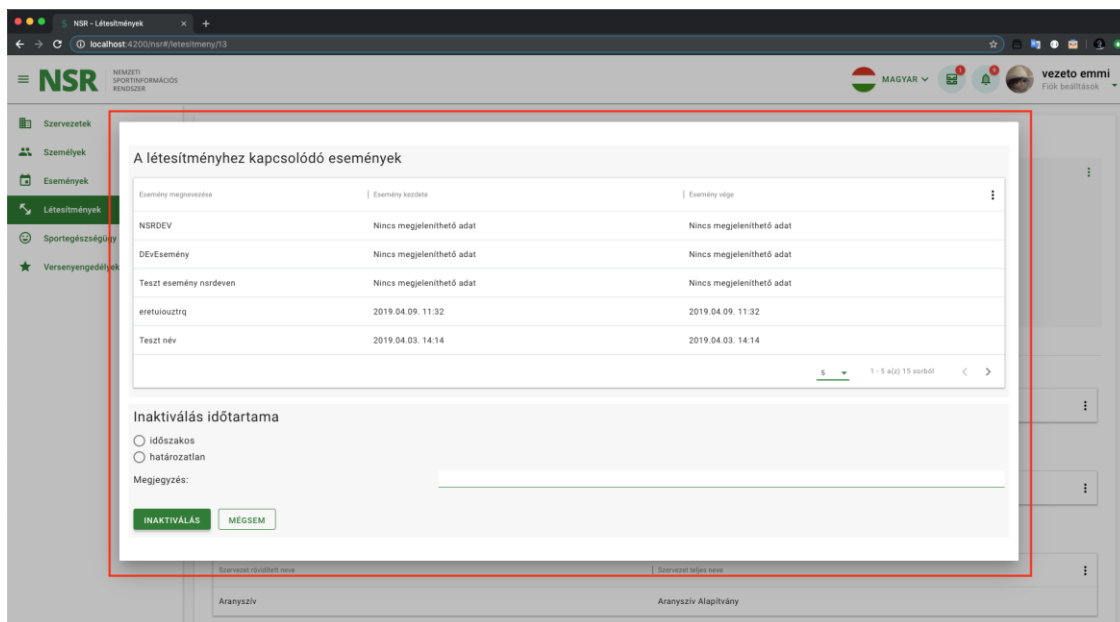 NSR - Létesítmények
localhost:4200/nsr#/letesitmeny/13
NSR
NEMZETI
SPORTINFORMÁCIÓS
RENDSZER
MAGYAR
vezeto emmi
Fiók beállítások
Szervezetek
Személyek
Események
Létesítmények
Sportegészségügy
Versenyengedélyek
A létesítményhez kapcsolódó események
Esemény megnevezése Esemény kezdete Esemény vége
NSRDEV Nincs megjeleníthető adat Nincs megjeleníthető adat
DEvEsemény Nincs megjeleníthető adat Nincs megjeleníthető adat
Teszt esemény nsrdeven Nincs megjeleníthető adat Nincs megjeleníthető adat
eretuiouztrq 2019.04.09. 11:32 2019.04.09. 11:32
Teszt név 2019.04.03. 14:14 2019.04.03. 14:14
5 1 - 5 a(z) 15 sorból
Inaktiválás időtartama
időszakos
határozatlan
Megjegyzés:
INAKTIVÁLÁS MÉGSEM
Szervezet rövidített neve Szervezet teljes neve
Aranyszív Aranyszív Alapítvány